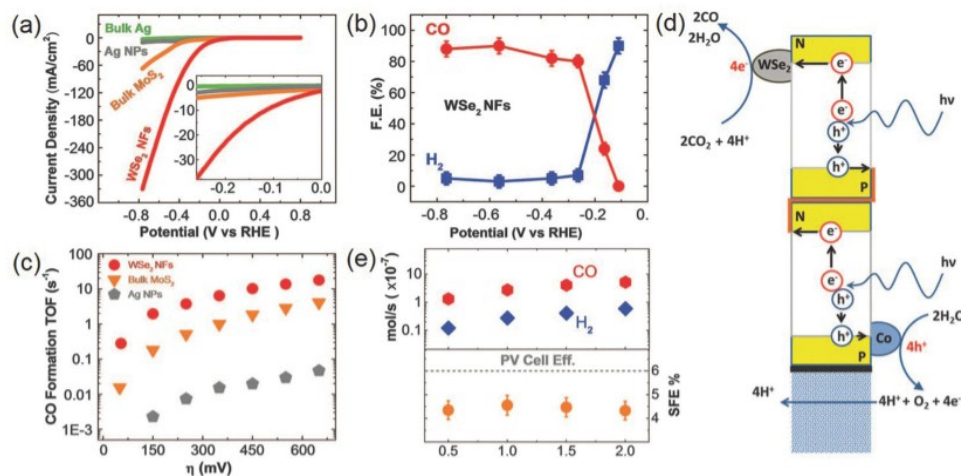 (a)
Bulk Ag
Ag NPs
Bulk MoS₂
WSe₂ NFs
Current Density (mA/cm²)
0
-60
-120
-180
-240
-300
-360
0
-10
-20
-30
-0.2
-0.1
0.0
-0.8
-0.4
0.0
0.4
0.8
Potential (V vs RHE )
(b)
CO
WSe₂ NFs
H₂
F.E. (%)
100
80
60
40
20
0
-0.8
-0.6
-0.4
-0.2
0.
Potential (V vs RHE)
(c)
WSe₂ NFs
Bulk MoS₂
Ag NPs
CO Formation TOF (s⁻¹)
100
10
1
0.1
0.01
1E-3
50
150
250
350
450
550
650
η (mV)
(e)
CO
H₂
mol/s ( ×10⁻⁷)
10
1
0.1
PV Cell Eff.
SFE %
6
5
4
0.5
1.0
1.5
2.0
(d)
2CO
2H₂O
4e⁻
WSe₂
2CO₂ + 4H⁺
N
e⁻
e⁻
h⁺
h⁺
hν
P
N
e⁻
e⁻
h⁺
h⁺
hν
P
Co
2H₂O
4h⁺
4H⁺
4H⁺ + O₂ + 4e⁻